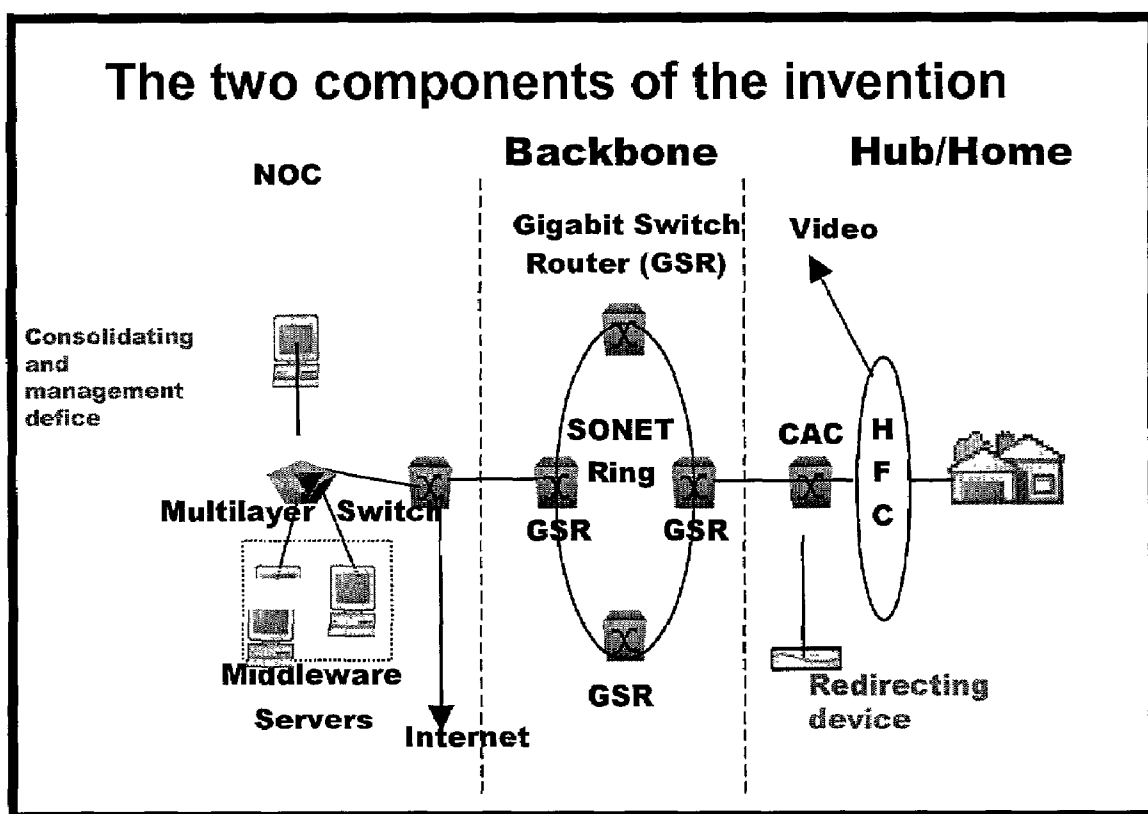 The two components of the invention
Backbone
Hub/Home
NOC
Gigabit Switch
Router (GSR)
Video
Consolidating
and
management
defice
SONET
Ring
CAC
H
F
C
Multilayer Switch
GSR
GSR
Middleware
Servers
GSR
Internet
Redirecting
device